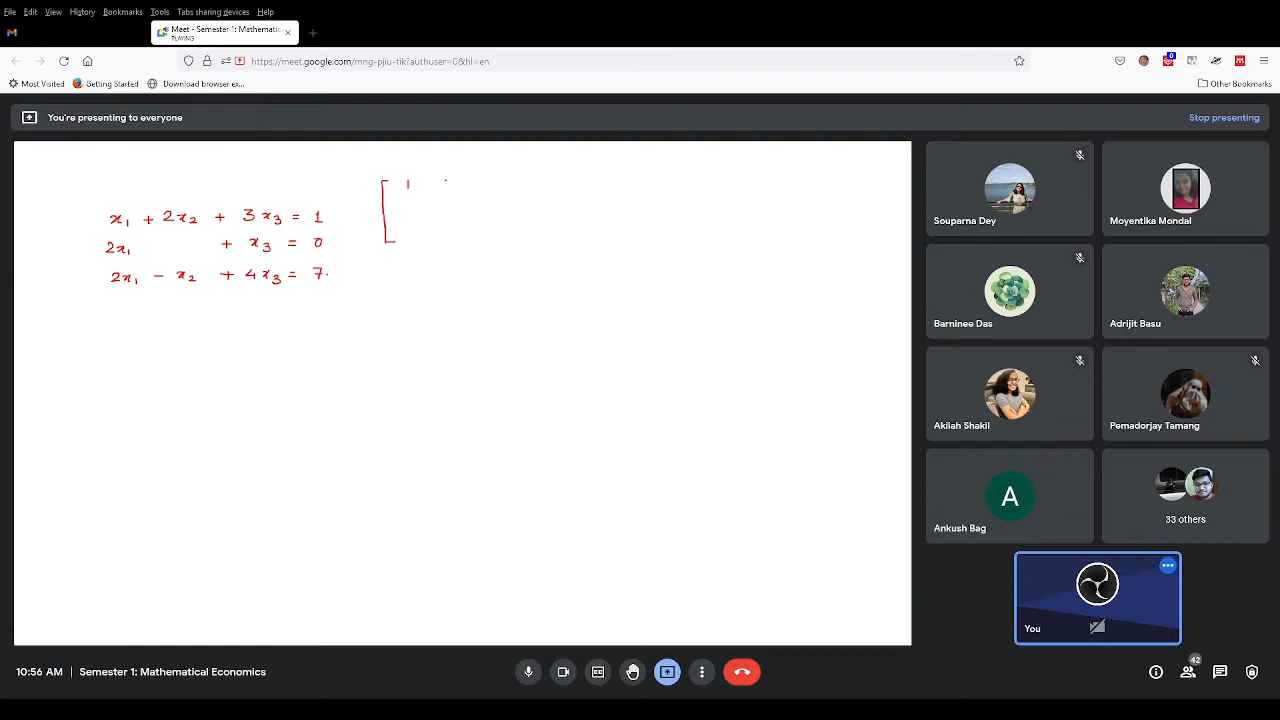 File Edit View History Bookmarks Tools Tabs sharing devices Help
Meet - Semester 1: Mathematic
PLAYING
https://meet.google.com/mng-pjiu-tik?authuser=0&hl=en
0
Most Visited Getting Started Download browser ex... Other Bookmarks
You're presenting to everyone Stop presenting
x₁ + 2x₂ + 3x₃ = 1
2x₁ + x₃ = 0
2x₁ - x₂ + 4x₃ = 7.
[ 1
Souparna Dey Moyentika Mondal
Barninee Das Adrijit Basu
Akilah Shakil Pemadorjay Tamang
A
Ankush Bag 33 others
You
10:56 AM Semester 1: Mathematical Economics
42